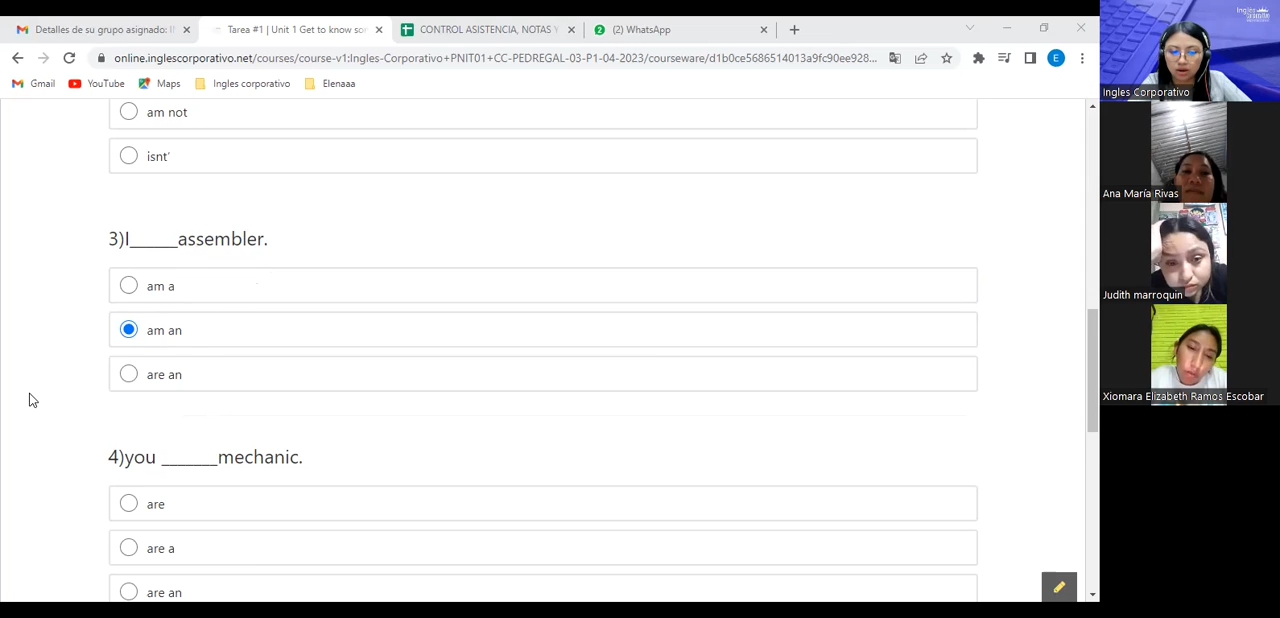 Detalles de su grupo asignado: I
Tarea #1 | Unit 1 Get to know so
CONTROL ASISTENCIA, NOTAS
(2) WhatsApp
online.inglescorporativo.net/courses/course-v1:Ingles-Corporativo+PNI101+SC-PEDREGAL-03-P1-04-2023/courseware/d1b0ce56f6514013a9fc90ee928...
E
Gmail
YouTube
Maps
Ingles corporativo
Elenaaa
am not
isnt'
3)I______assembler.
am a
am an
are an
4)you _______mechanic.
are
are a
are an
Ingles Corporativo
Ana María Rivas
Judith marroquin
Xiomara Elizabeth Ramos Escobar